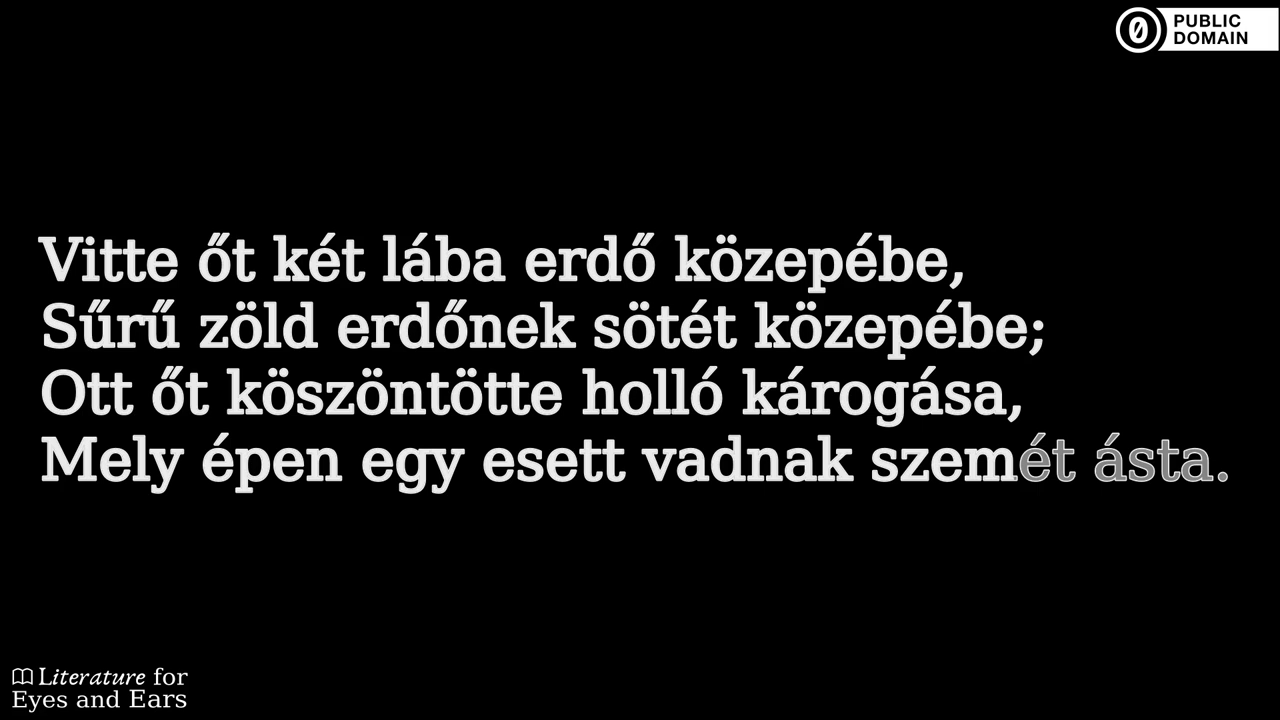 PUBLIC
DOMAIN
Vitte őt két lába erdő közepébe,
Sűrű zöld erdőnek sötét közepébe;
Ott őt köszöntötte holló károgása,
Mely épen egy esett vadnak szemét ásta.
Literature for
Eyes and Ears